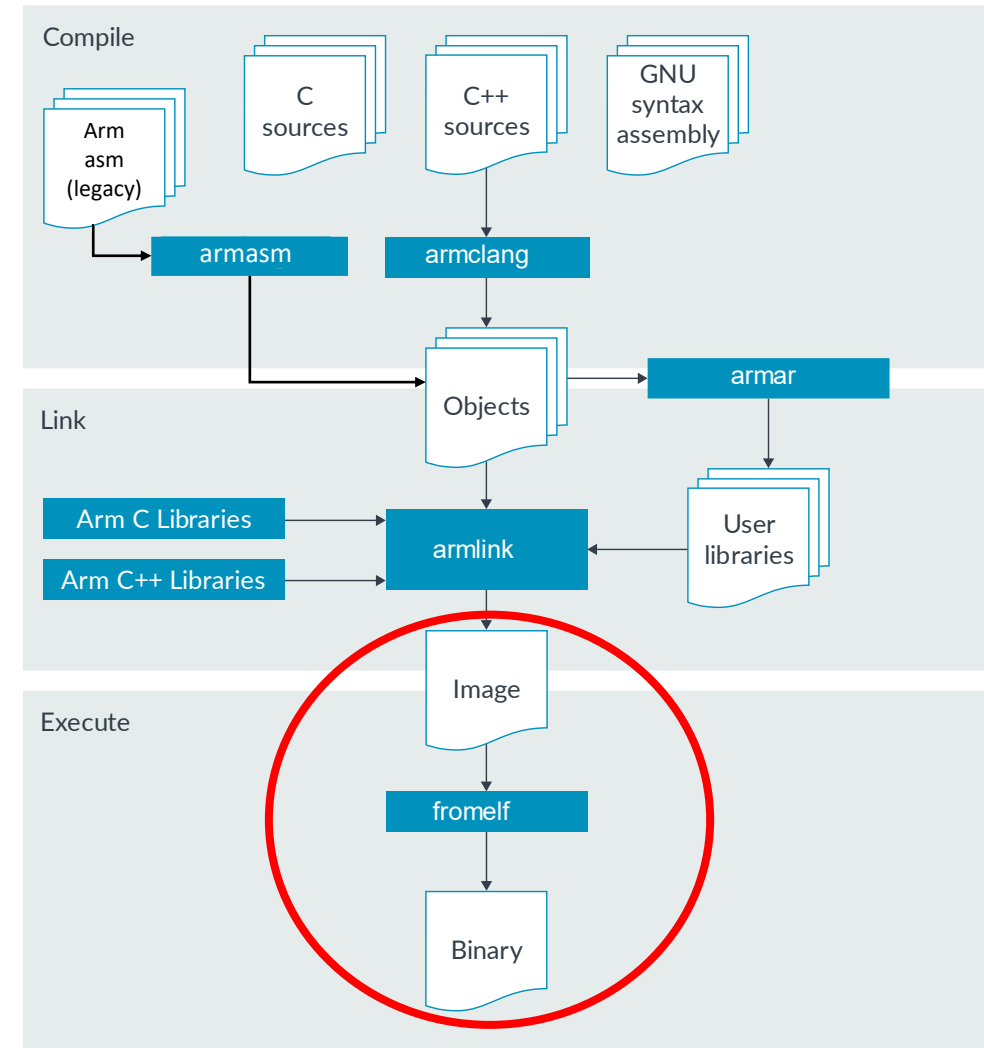 Compile
C
sources
C++
sources
GNU
syntax
assembly
Arm
asm
(legacy)
armasm
armclang
Objects
armar
Link
Arm C Libraries
Arm C++ Libraries
armlink
User
libraries
Image
Execute
fromelf
Binary